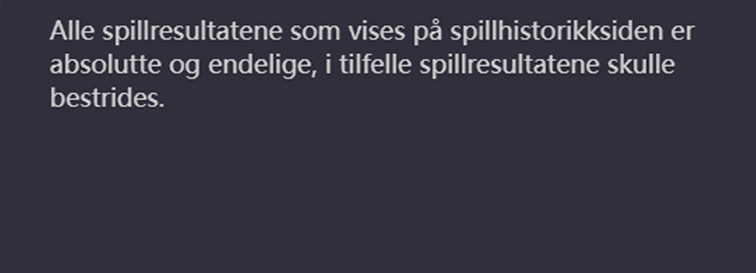 Alle spillresultatene som vises på spillhistorikksiden er
absolutte og endelige, i tilfelle spillresultatene skulle
bestrides.